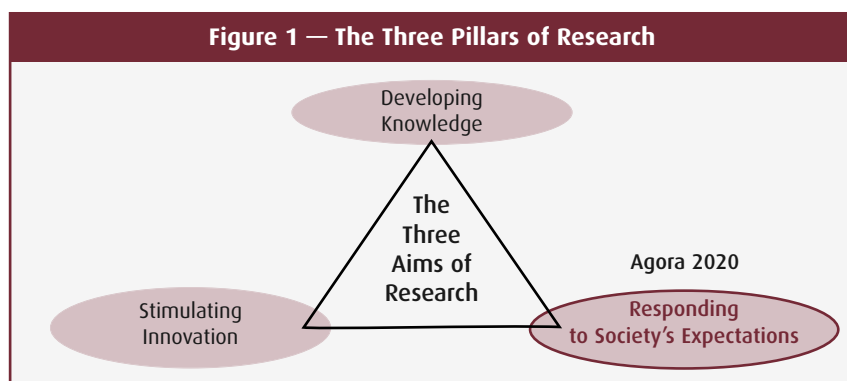 Figure 1 — The Three Pillars of Research
Developing
Knowledge
The
Three
Aims of
Research
Agora 2020
Stimulating
Innovation
Responding
to Society's Expectations